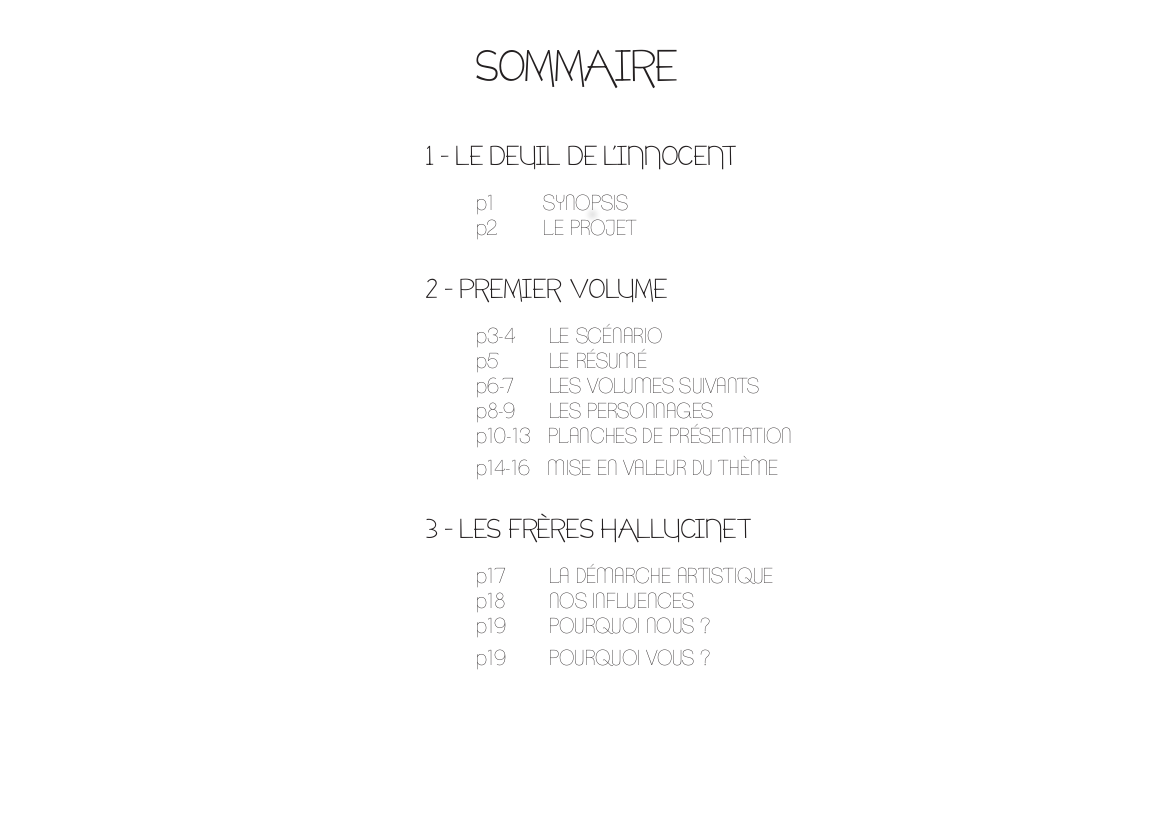 SOMMAIRE
1 - LE DEUIL DE L'INNOCENT
p1 SYNOPSIS
p2 LE PROJET
2 - PREMIER VOLUME
p3-4 LE SCÉNARIO
p5 LE RÉSUMÉ
p6-7 LES VOLUMES SUIVANTS
p8-9 LES PERSONNAGES
p10-13 PLANCHES DE PRÉSENTATION
p14-16 MISE EN VALEUR DU THÈME
3 - LES FRÈRES HALLUCINET
p17 LA DÉMARCHE ARTISTIQUE
p18 NOS INFLUENCES
p19 POURQUOI NOUS ?
p19 POURQUOI VOUS ?